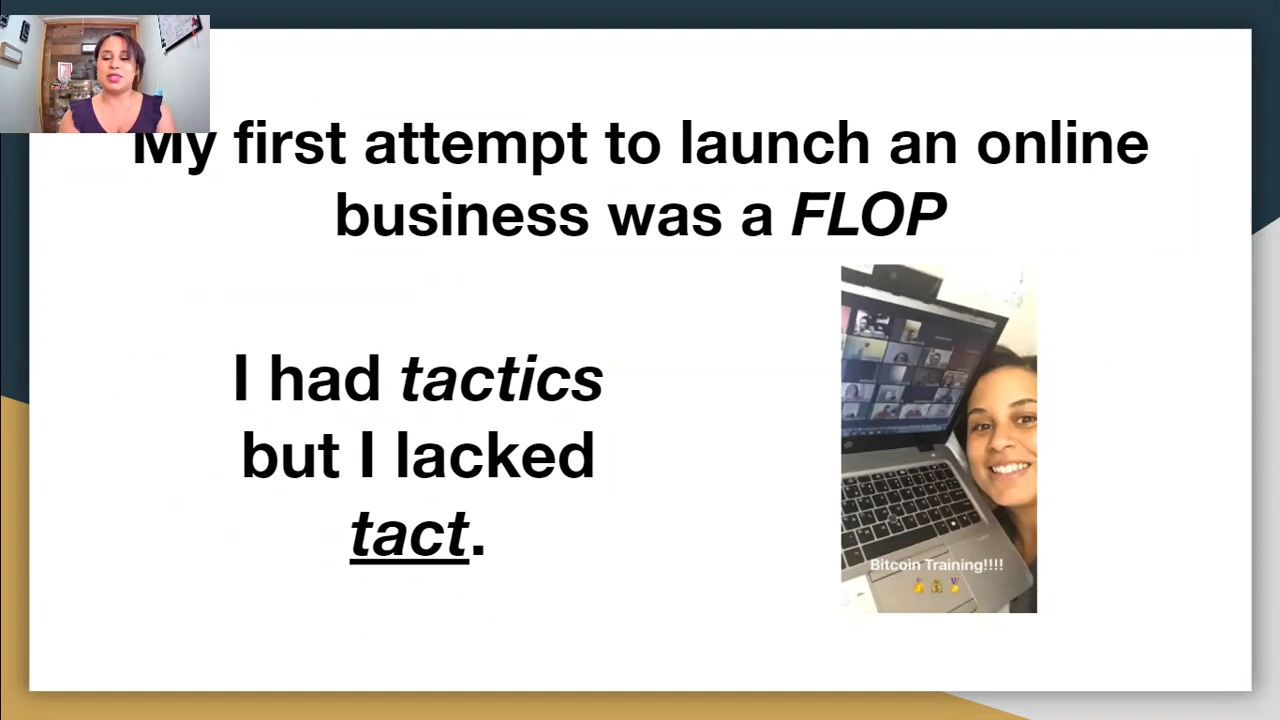 My first attempt to launch an online
business was a FLOP
I had tactics
but I lacked
tact.
Bitcoin Training!!!!